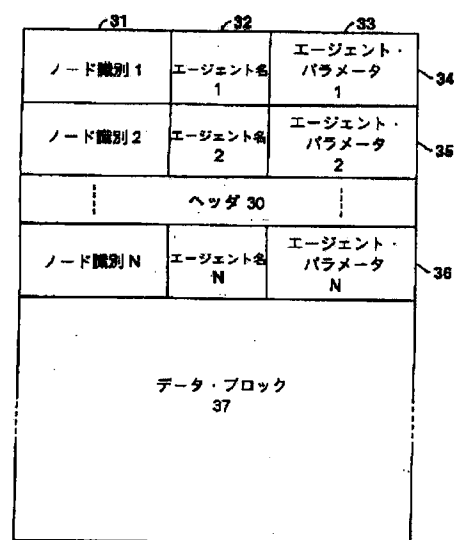 31 32 33
ノード識別 1 エージェント名 エージェント・
1 パラメータ
1
34
ノード識別 2 エージェント名 エージェント・
2 パラメータ
2
35
ヘッダ 30
ノード識別 N エージェント名 エージェント・
N パラメータ
N
36
データ・ブロック
37